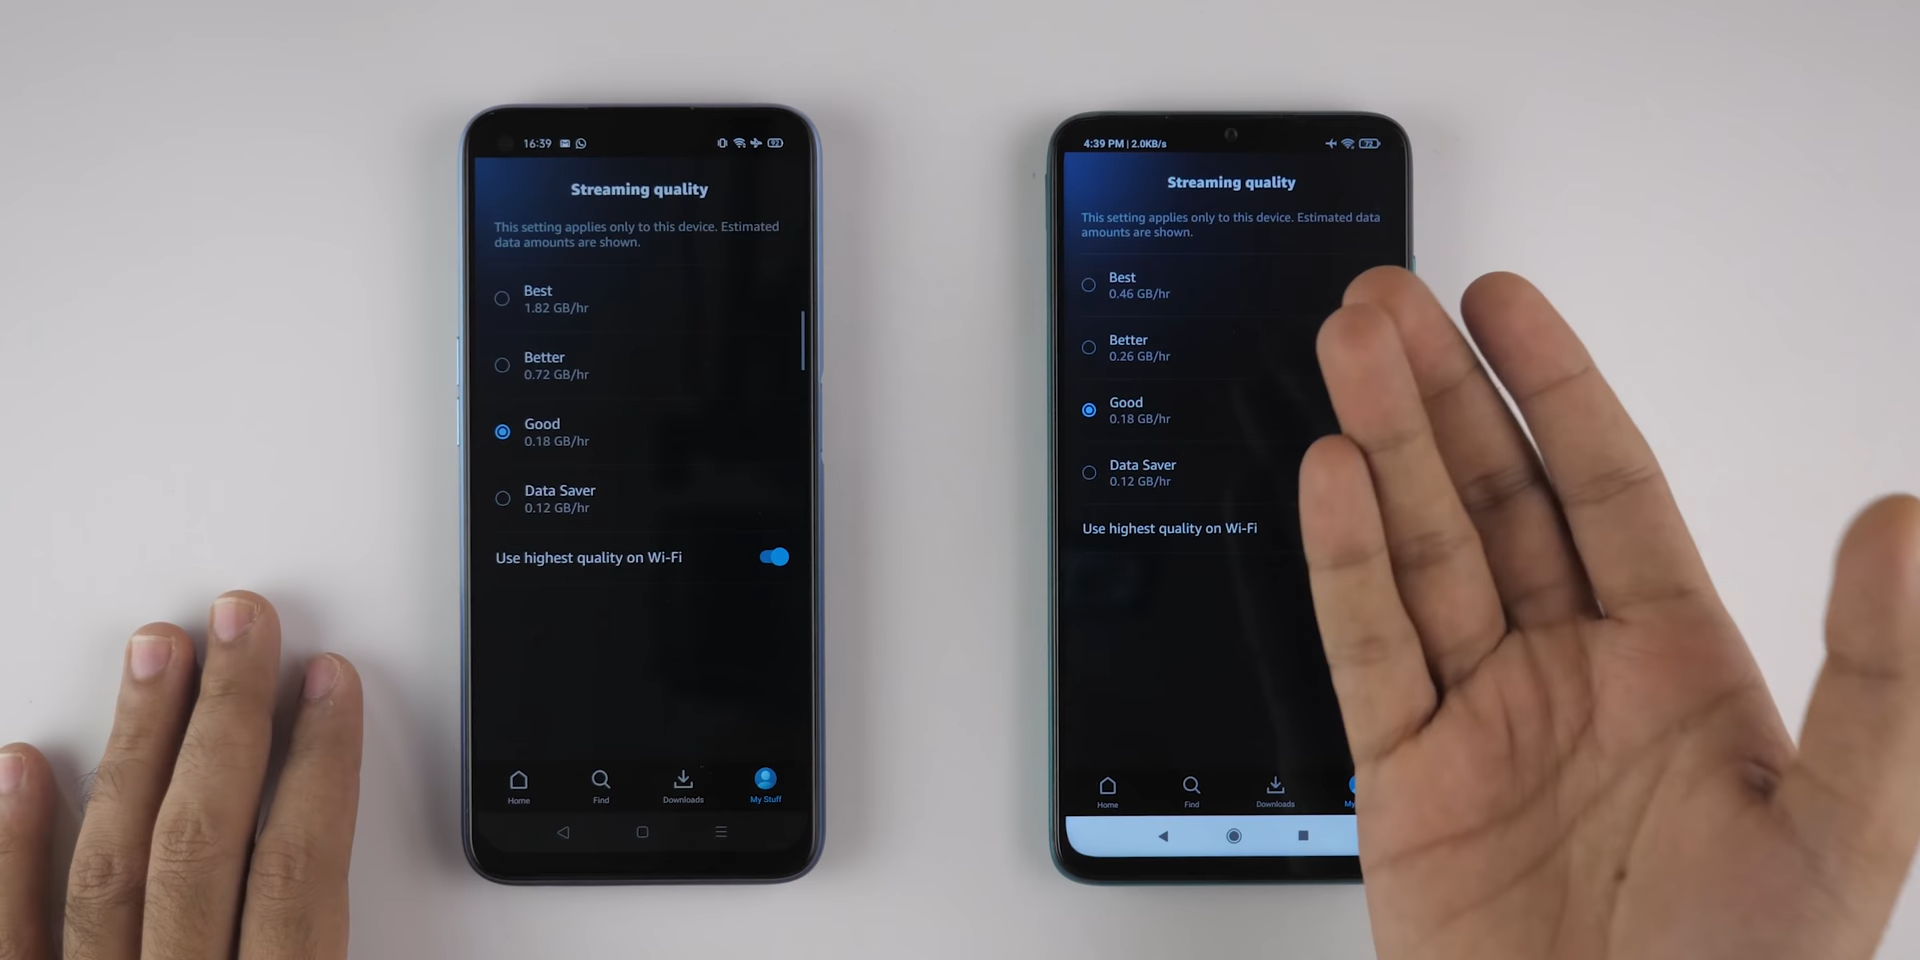 16:39
92
Streaming quality
This setting applies only to this device. Estimated
data amounts are shown.
Best
1.82 GB/hr
Better
0.72 GB/hr
Good
0.18 GB/hr
Data Saver
0.12 GB/hr
Use highest quality on Wi-Fi
Home
Find
Downloads
My Stuff
4:39 PM | 2.0KB/s
Streaming quality
This setting applies only to this device. Estimated data
amounts are shown.
Best
0.46 GB/hr
Better
0.26 GB/hr
Good
0.18 GB/hr
Data Saver
0.12 GB/hr
Use highest quality on Wi-Fi
Home
Find
Downloads
My